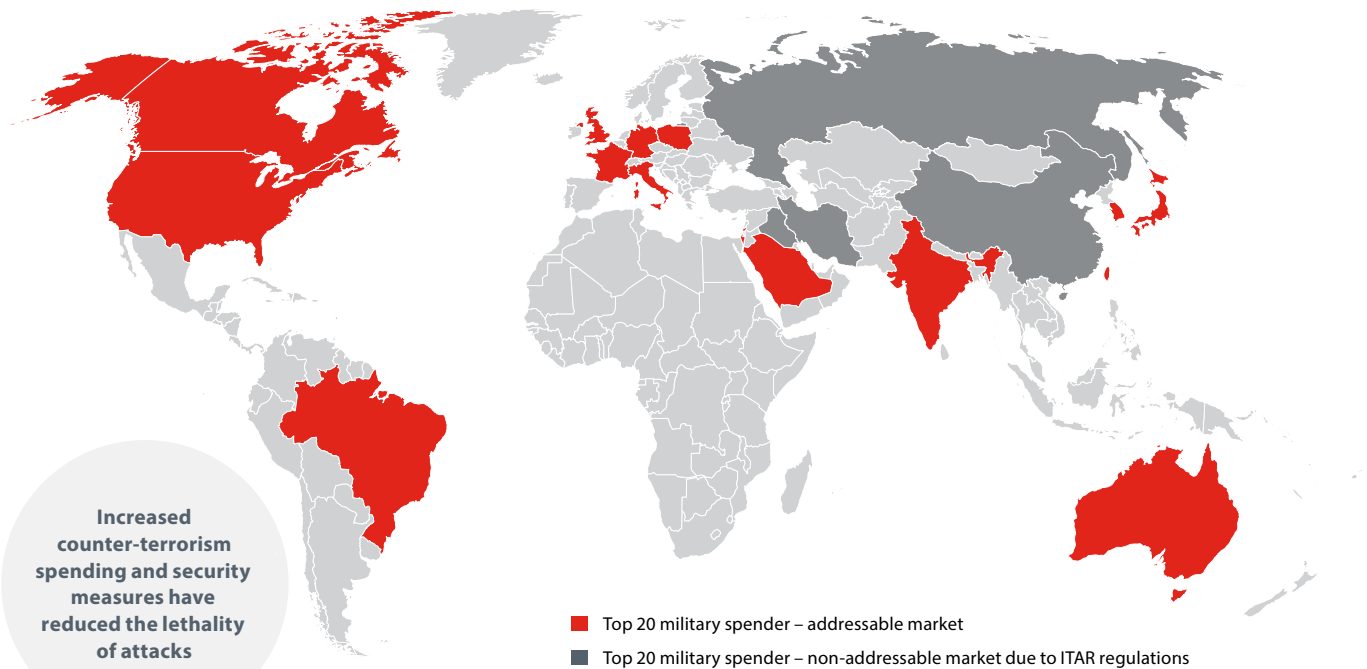 Increased
counter-terrorism
spending and security
measures have
reduced the lethality
of attacks
Top 20 military spender – addressable market
Top 20 military spender – non-addressable market due to ITAR regulations